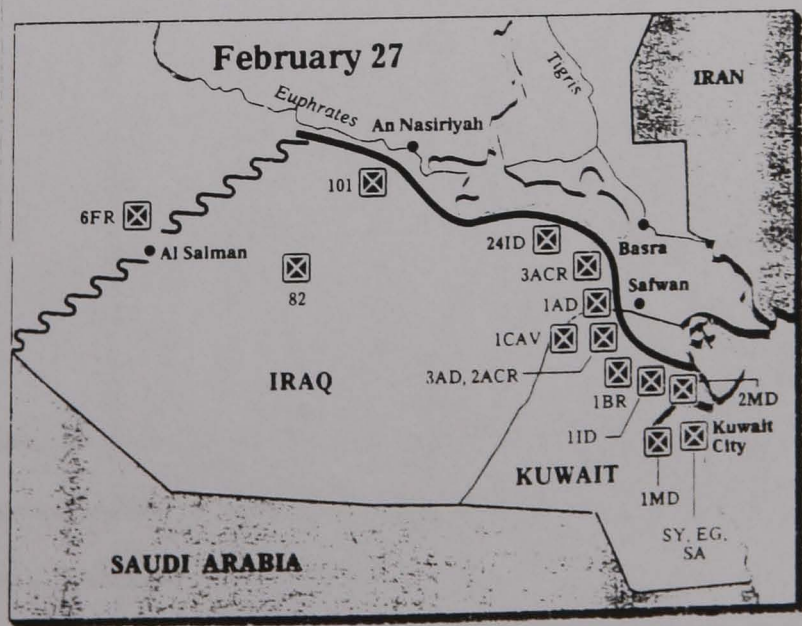 February 27
Tigris
IRAN
Euphrates
An Nasiriyah
101
6FR
Al Salman
82
24ID
Basra
3ACR
Safwan
1AD
1CAV
IRAQ
3AD, 2ACR
1BR
2MD
1ID
Kuwait
City
KUWAIT
1MD
SY, EG,
SA
SAUDI ARABIA